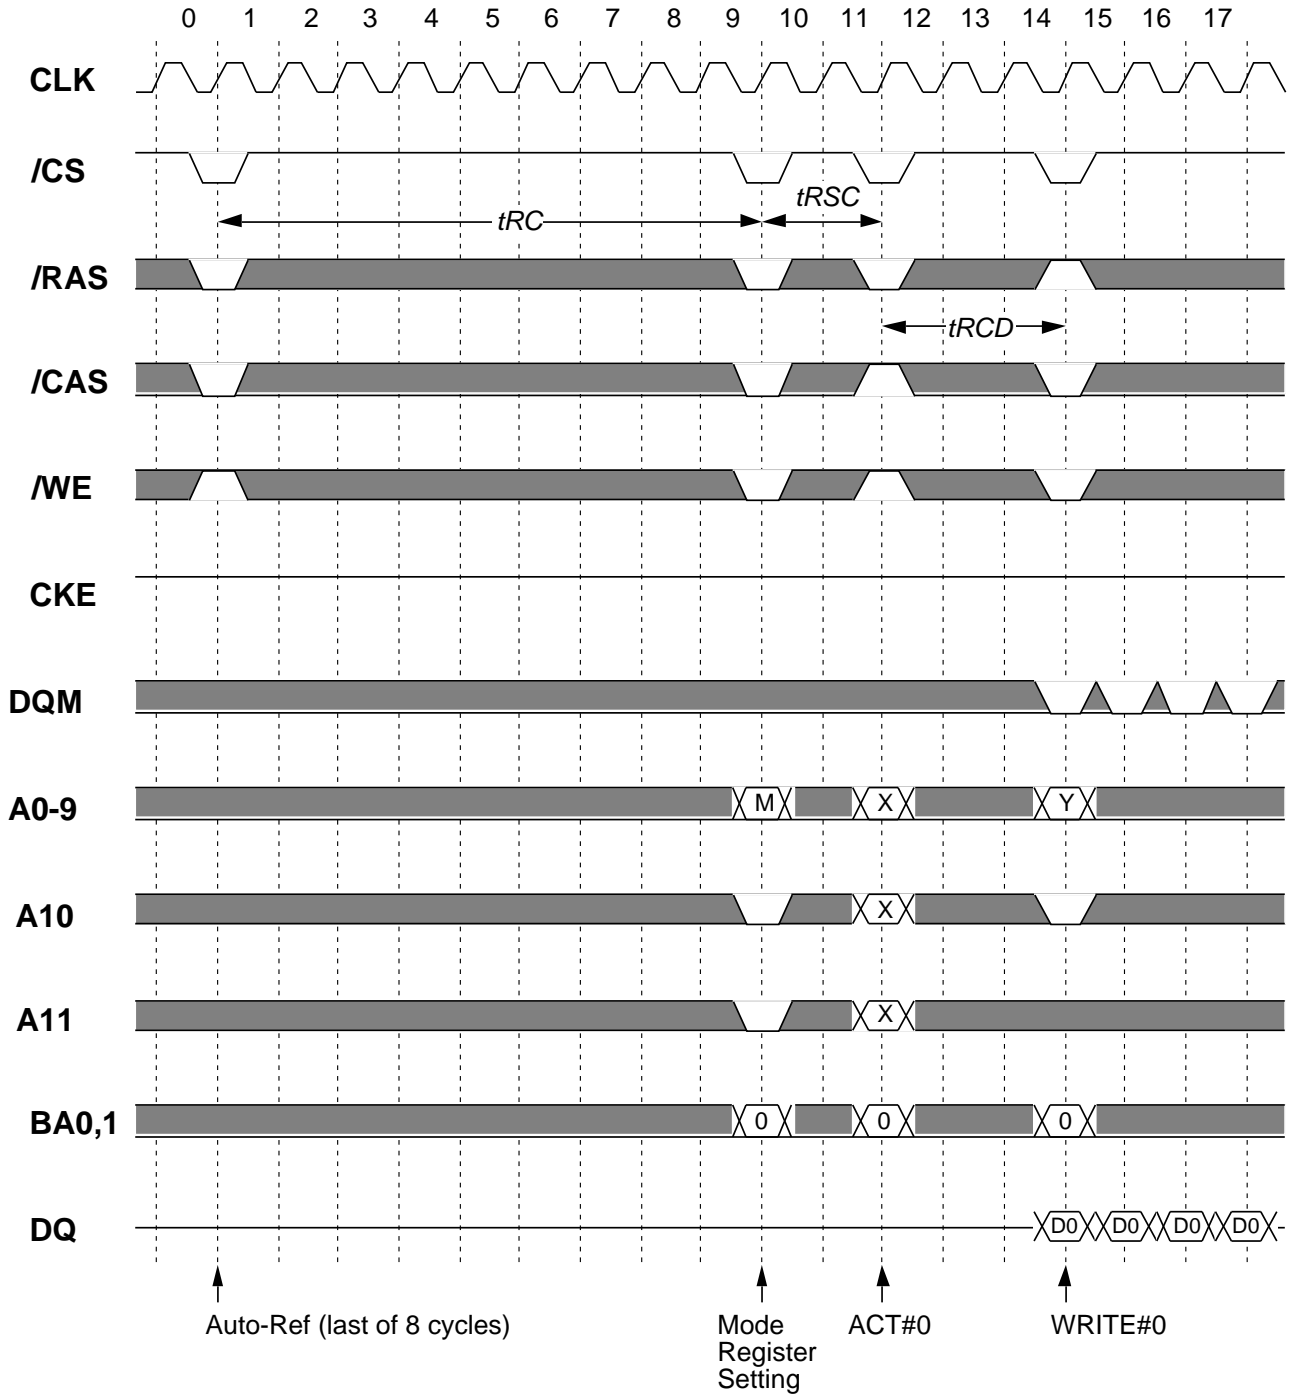 0 1 2 3 4 5 6 7 8 9 10 11 12 13 14 15 16 17
CLK
/CS
tRSC
tRC
/RAS
tRCD
/CAS
/WE
CKE
DQM
A0-9 M X Y
A10 X
A11 X
BA0,1 0 0 0
DQ D0 D0 D0 D0
Auto-Ref (last of 8 cycles) Mode ACT#0 WRITE#0
Register
Setting